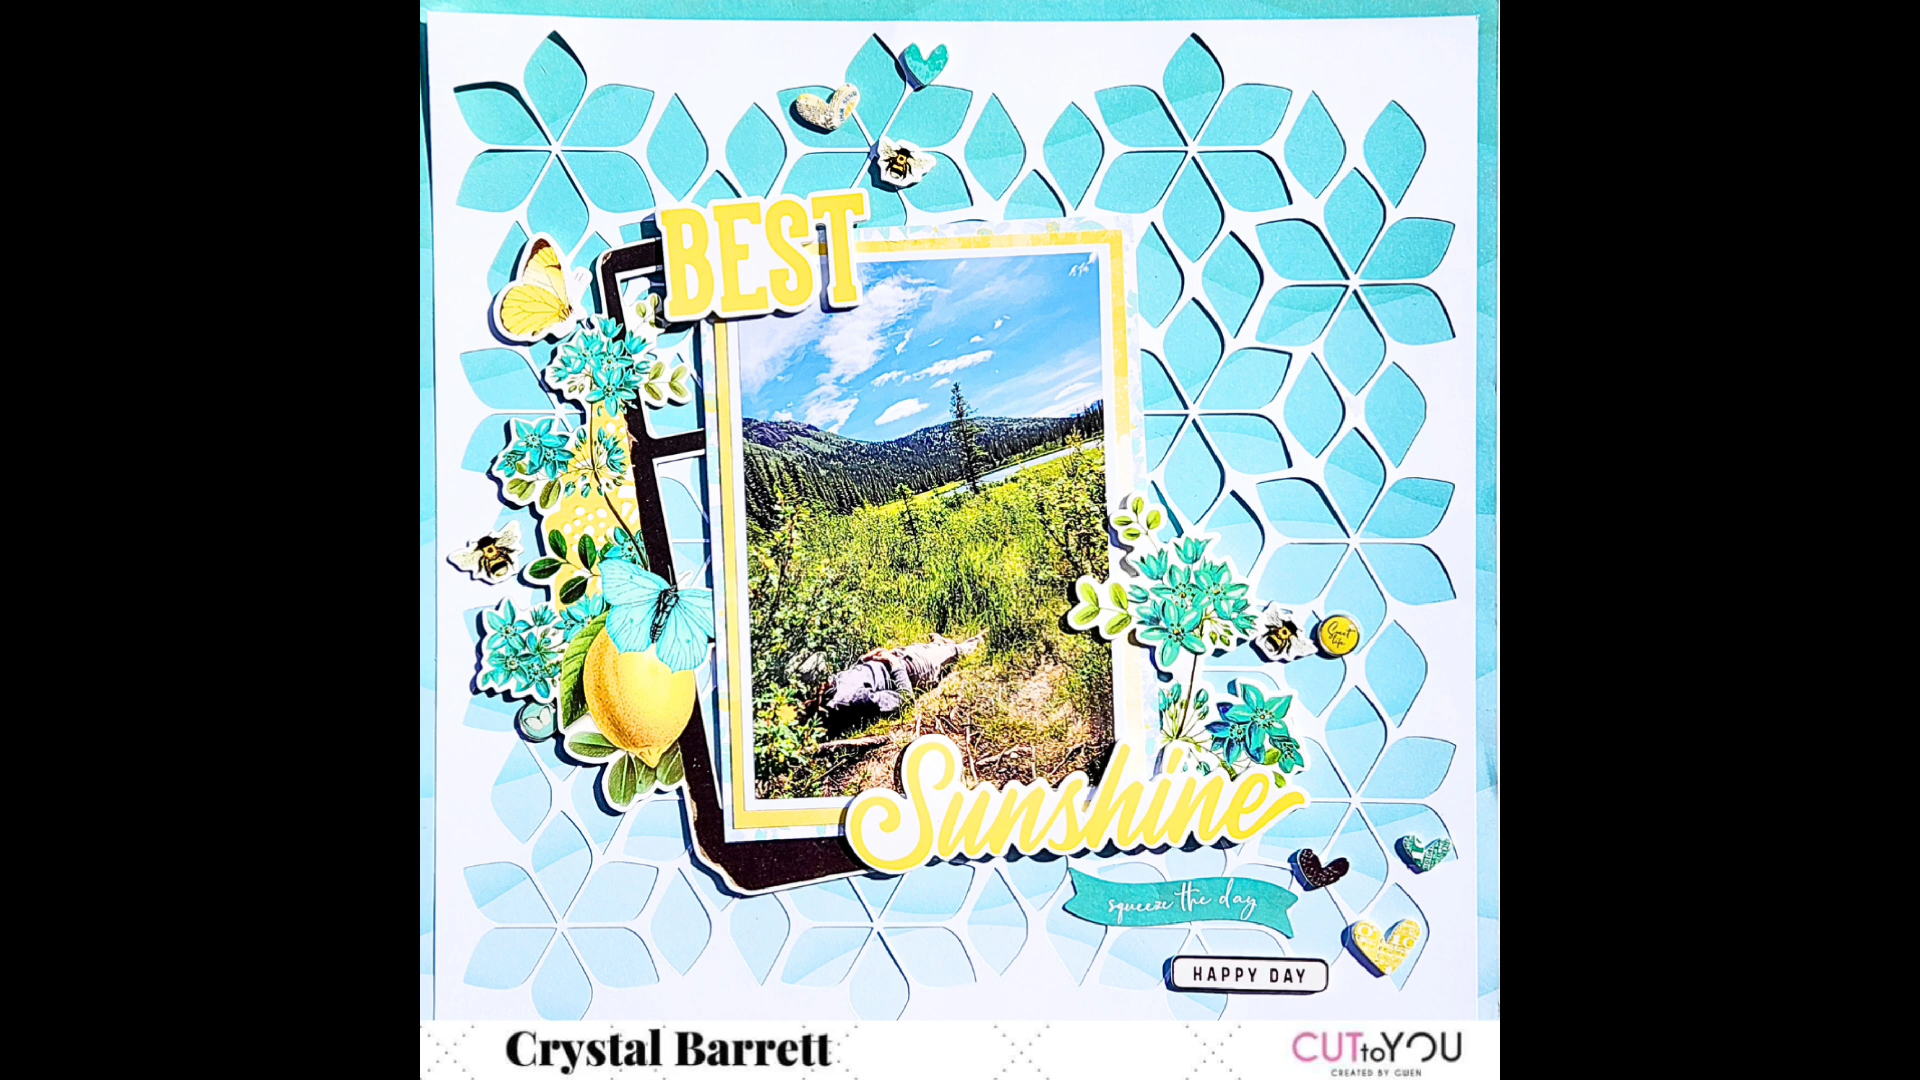 BEST
Sunshine
squeeze the day
HAPPY DAY
Crystal Barrett
CUTtoYOU
CREATED BY GWEN